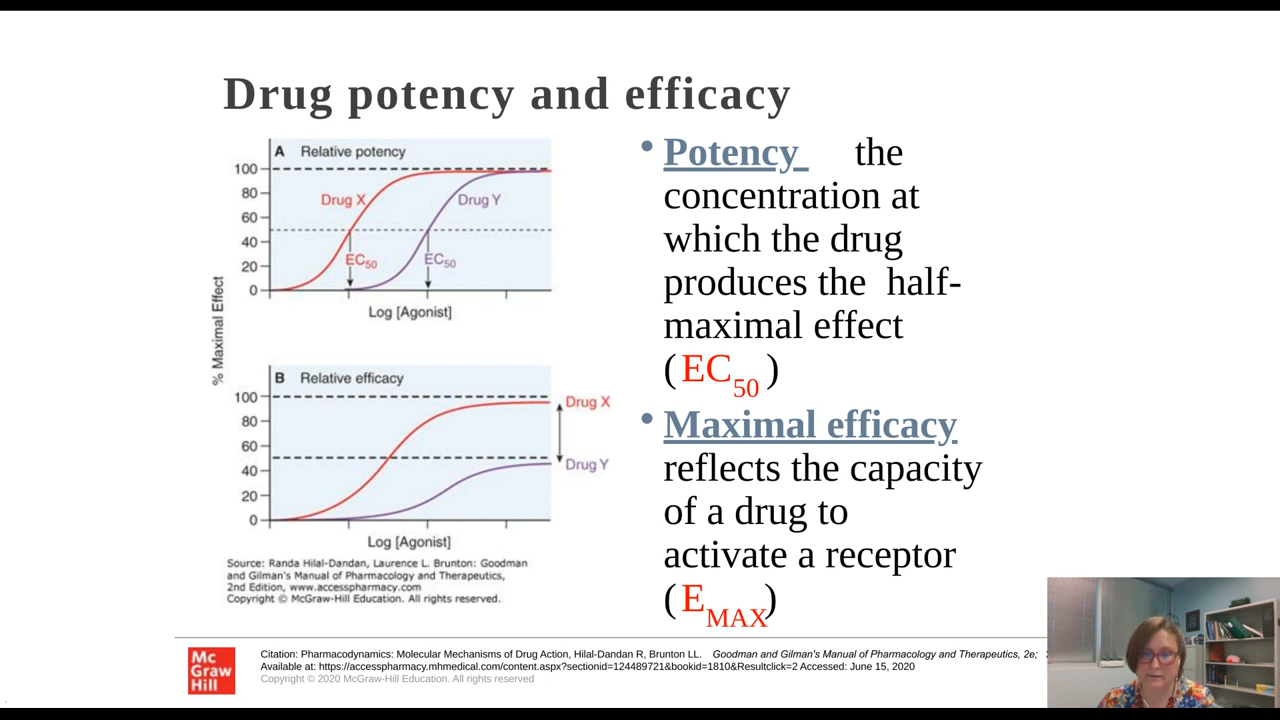 Drug potency and efficacy
A Relative potency
100
80
60
40
20
0
Drug X
Drug Y
EC50
EC50
Log [Agonist]
% Maximal Effect
B Relative efficacy
100
80
60
40
20
0
Drug X
Drug Y
Log [Agonist]
Source: Randa Hilal-Dandan, Laurence L. Brunton: Goodman
and Gilman's Manual of Pharmacology and Therapeutics,
2nd Edition, www.accesspharmacy.com
Copyright © McGraw-Hill Education. All rights reserved.
• Potency the
concentration at
which the drug
produces the half-
maximal effect
(EC50)
• Maximal efficacy
reflects the capacity
of a drug to
activate a receptor
(EMAX)
Mc
Graw
Hill
Citation: Pharmacodynamics: Molecular Mechanisms of Drug Action, Hilal-Dandan R, Brunton LL. Goodman and Gilman's Manual of Pharmacology and Therapeutics, 2e;
Available at: https://accesspharmacy.mhmedical.com/content.aspx?sectionid=124489721&bookid=1810&Resultclick=2 Accessed: June 15, 2020
Copyright © 2020 McGraw-Hill Education. All rights reserved